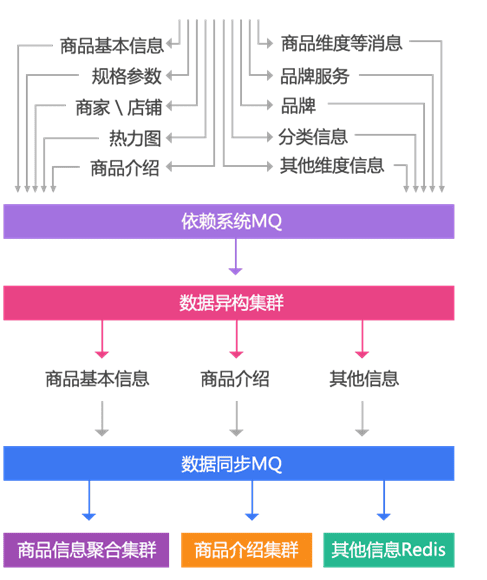 商品基本信息
商品维度等消息
规格参数
品牌服务
商家 \ 店铺
品牌
热力图
分类信息
商品介绍
其他维度信息
依赖系统MQ
数据异构集群
商品基本信息
商品介绍
其他信息
数据同步MQ
商品信息聚合集群
商品介绍集群
其他信息Redis